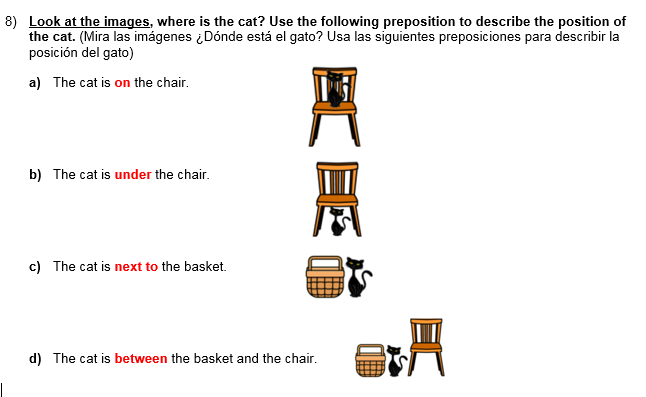 8) Look at the images, where is the cat? Use the following preposition to describe the position of
the cat. (Mira las imágenes ¿Dónde está el gato? Usa las siguientes preposiciones para describir la
posición del gato)
a) The cat is on the chair.
b) The cat is under the chair.
c) The cat is next to the basket.
d) The cat is between the basket and the chair.